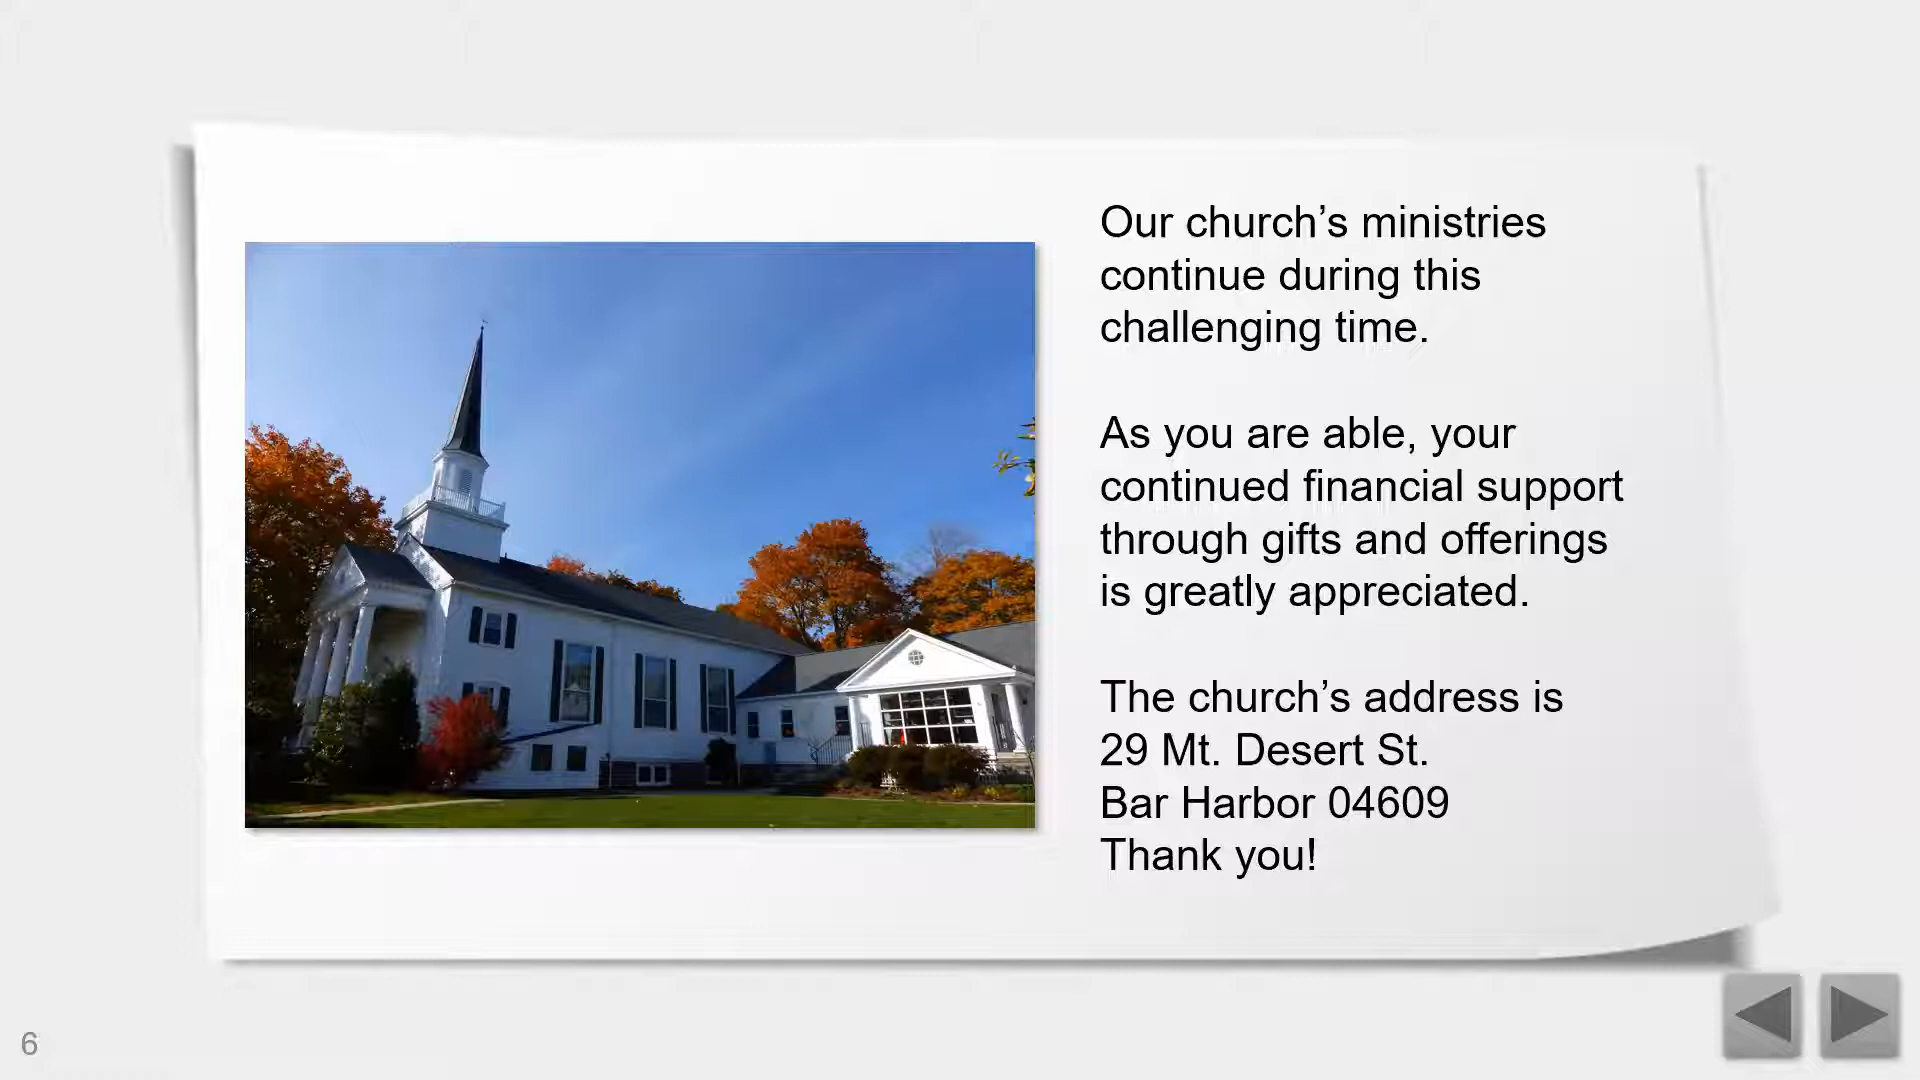 Our church’s ministries
continue during this
challenging time.
As you are able, your
continued financial support
through gifts and offerings
is greatly appreciated.
The church’s address is
29 Mt. Desert St.
Bar Harbor 04609
Thank you!
6